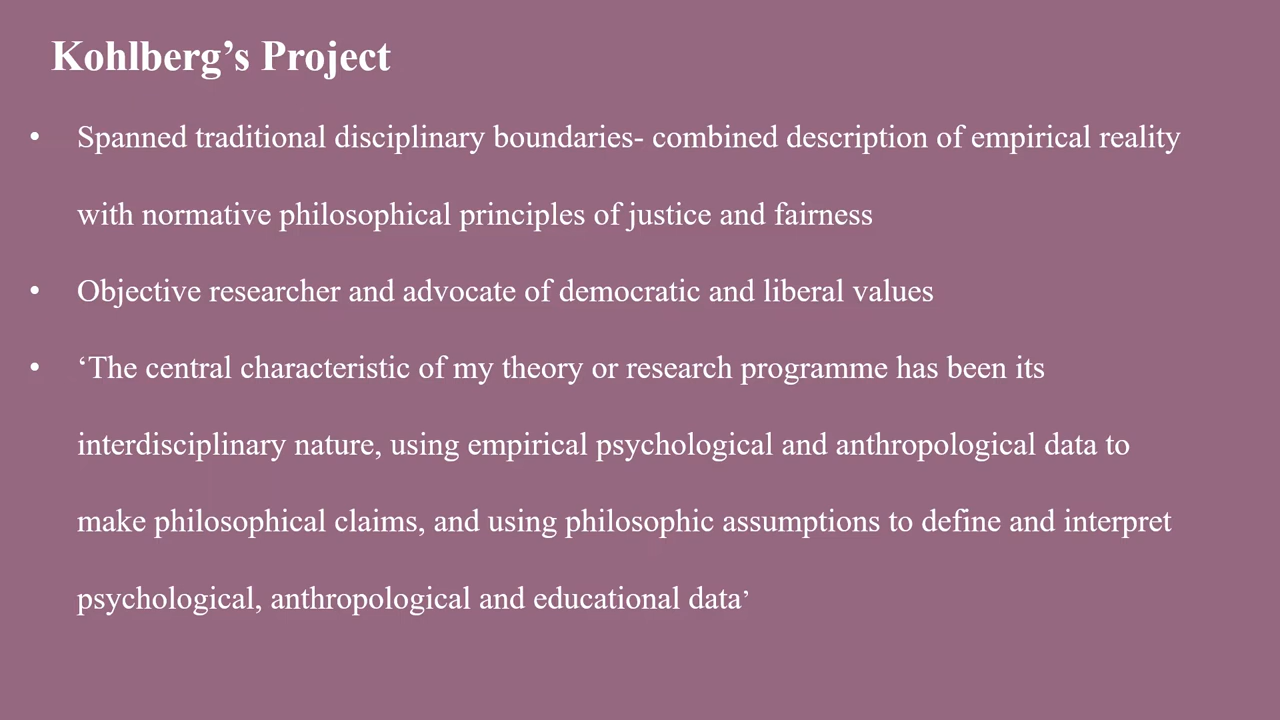 Kohlberg’s Project
• Spanned traditional disciplinary boundaries- combined description of empirical reality
with normative philosophical principles of justice and fairness
• Objective researcher and advocate of democratic and liberal values
• ‘The central characteristic of my theory or research programme has been its
interdisciplinary nature, using empirical psychological and anthropological data to
make philosophical claims, and using philosophic assumptions to define and interpret
psychological, anthropological and educational data’